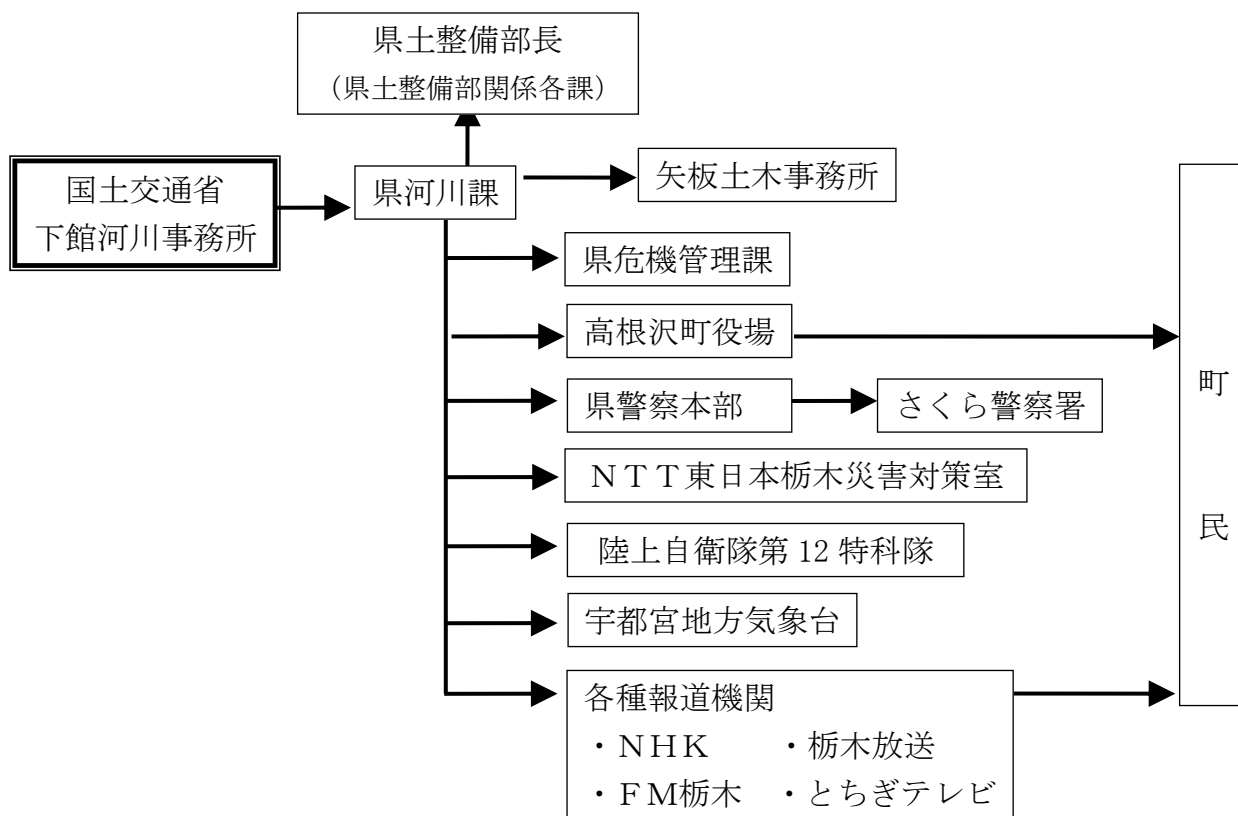 県土整備部長
（県土整備部関係各課）
国土交通省
下館河川事務所
県河川課
矢板土木事務所
県危機管理課
高根沢町役場
県警察本部
さくら警察署
ＮＴＴ東日本栃木災害対策室
陸上自衛隊第 12 特科隊
宇都宮地方気象台
各種報道機関
・ＮＨＫ　・栃木放送
・ＦＭ栃木　・とちぎテレビ
町
民